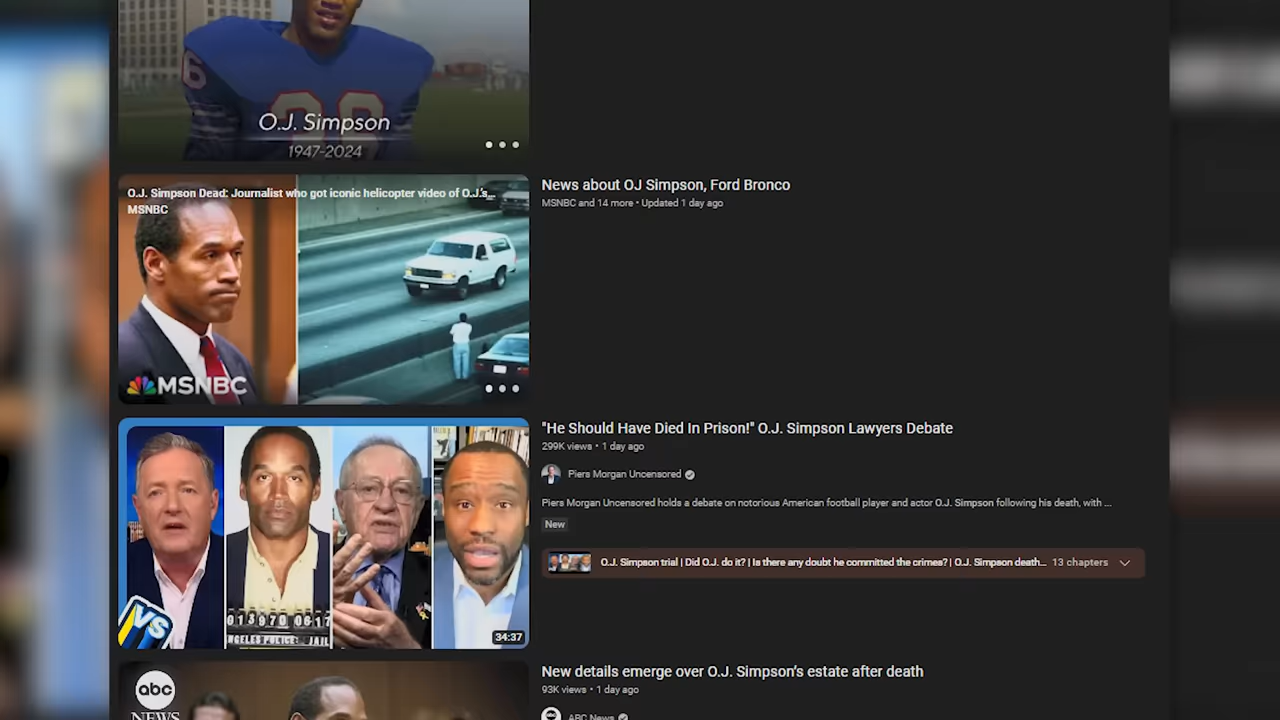 O.J. Simpson
1947-2024
O.J. Simpson Dead: Journalist who got iconic helicopter video of O.J.'s...
MSNBC
MSNBC
News about OJ Simpson, Ford Bronco
MSNBC and 14 more • Updated 1 day ago
VS
LOS ANGELES POLICE: JAIL
34:37
"He Should Have Died In Prison!" O.J. Simpson Lawyers Debate
299K views • 1 day ago
Piers Morgan Uncensored
Piers Morgan Uncensored holds a debate on notorious American football player and actor O.J. Simpson following his death, with ...
New
O.J. Simpson trial | Did O.J. do it? | Is there any doubt he committed the crimes? | O.J. Simpson death... 13 chapters
abc
NEWS
New details emerge over O.J. Simpson's estate after death
93K views • 1 day ago
ABC News